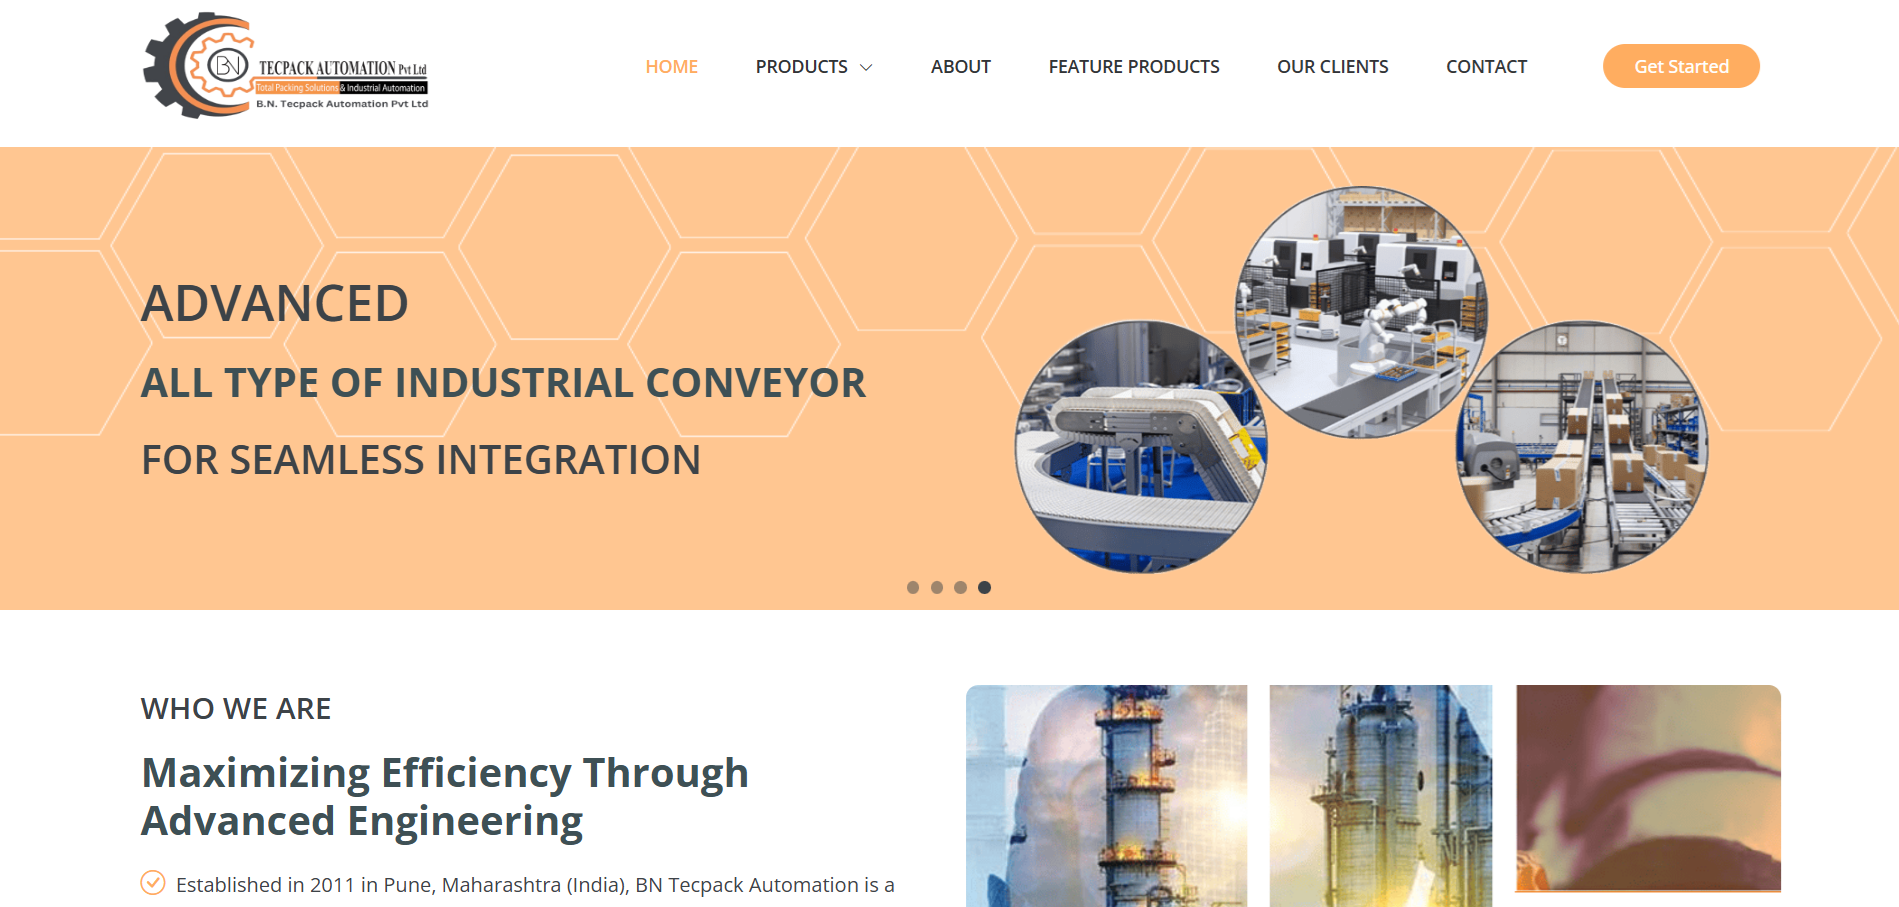 BN
TECPACK AUTOMATION Pvt Ltd
Total Packing Solutions & Industrial Automation
B.N. Tecpack Automation Pvt Ltd
HOME
PRODUCTS
ABOUT
FEATURE PRODUCTS
OUR CLIENTS
CONTACT
Get Started
ADVANCED
ALL TYPE OF INDUSTRIAL CONVEYOR
FOR SEAMLESS INTEGRATION
WHO WE ARE
Maximizing Efficiency Through
Advanced Engineering
Established in 2011 in Pune, Maharashtra (India), BN Tecpack Automation is a